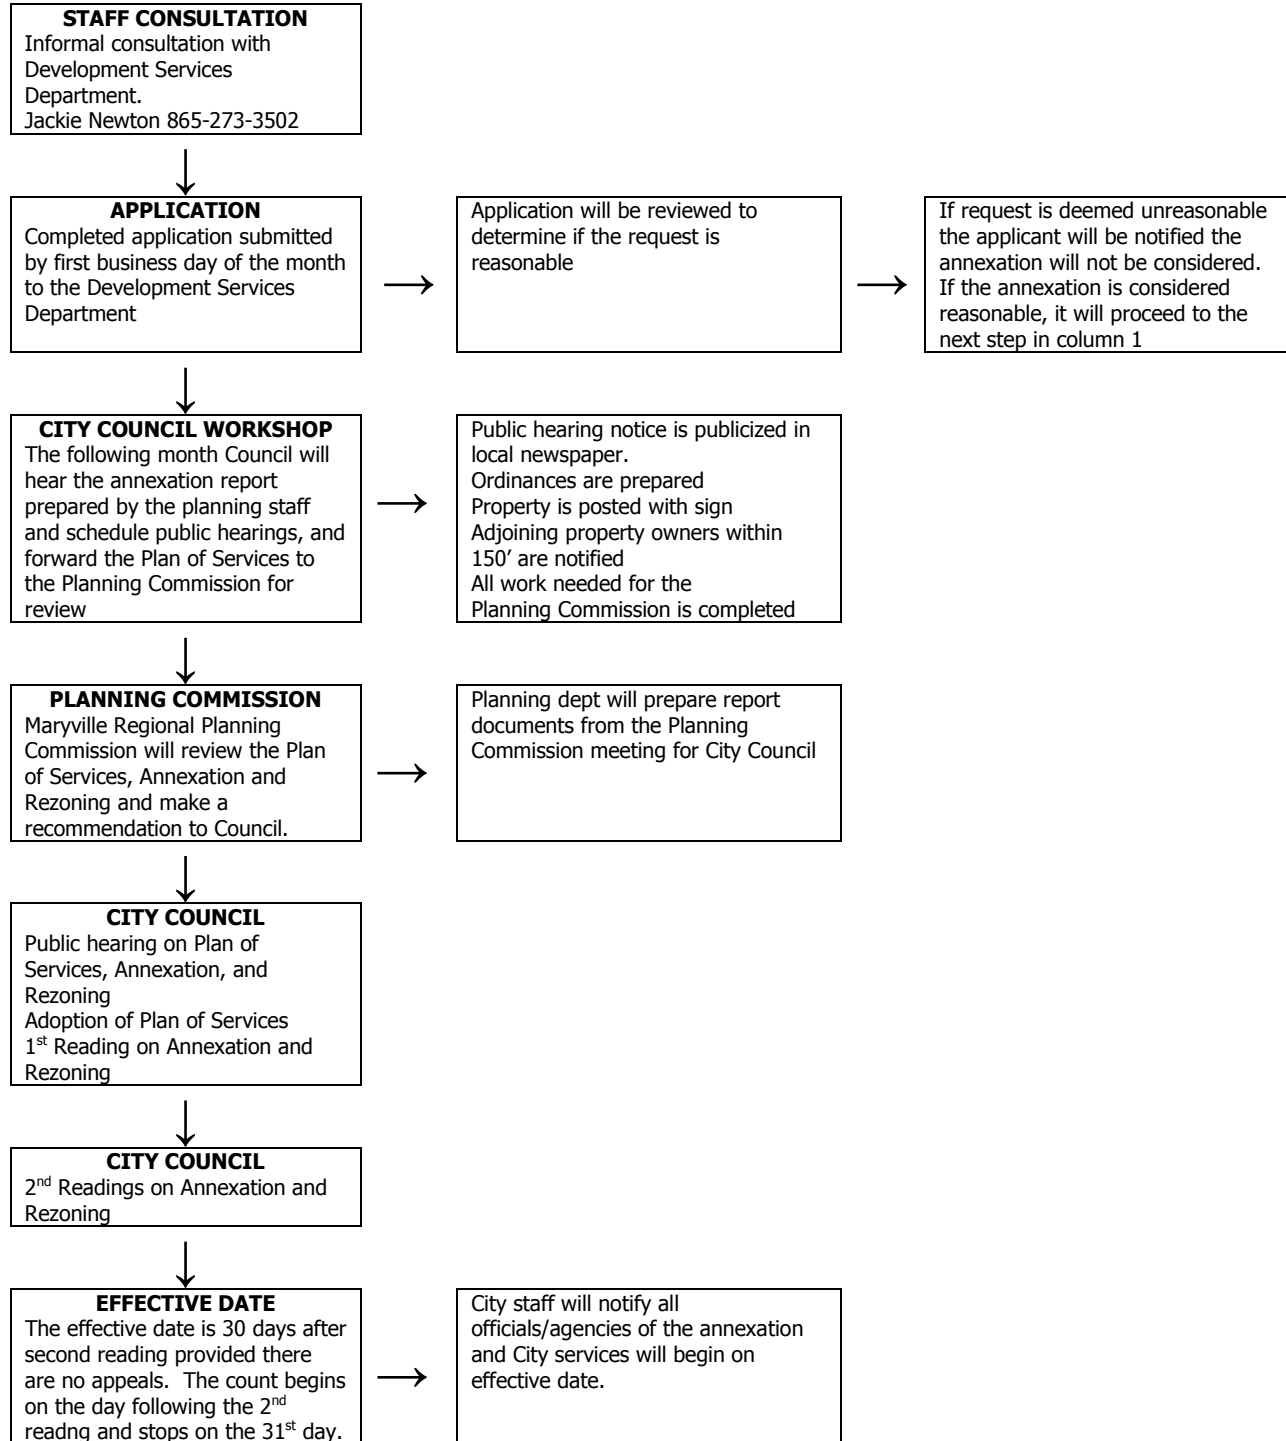 STAFF CONSULTATION
Informal consultation with
Development Services
Department.
Jackie Newton 865-273-3502
APPLICATION
Completed application submitted
by first business day of the month
to the Development Services
Department
Application will be reviewed to
determine if the request is
reasonable
If request is deemed unreasonable
the applicant will be notified the
annexation will not be considered.
If the annexation is considered
reasonable, it will proceed to the
next step in column 1
CITY COUNCIL WORKSHOP
The following month Council will
hear the annexation report
prepared by the planning staff
and schedule public hearings, and
forward the Plan of Services to
the Planning Commission for
review
Public hearing notice is publicized in
local newspaper.
Ordinances are prepared
Property is posted with sign
Adjoining property owners within
150’ are notified
All work needed for the
Planning Commission is completed
PLANNING COMMISSION
Maryville Regional Planning
Commission will review the Plan
of Services, Annexation and
Rezoning and make a
recommendation to Council.
Planning dept will prepare report
documents from the Planning
Commission meeting for City Council
CITY COUNCIL
Public hearing on Plan of
Services, Annexation, and
Rezoning
Adoption of Plan of Services
1st Reading on Annexation and
Rezoning
CITY COUNCIL
2nd Readings on Annexation and
Rezoning
EFFECTIVE DATE
The effective date is 30 days after
second reading provided there
are no appeals.  The count begins
on the day following the 2nd
readng and stops on the 31st day.
City staff will notify all
officials/agencies of the annexation
and City services will begin on
effective date.